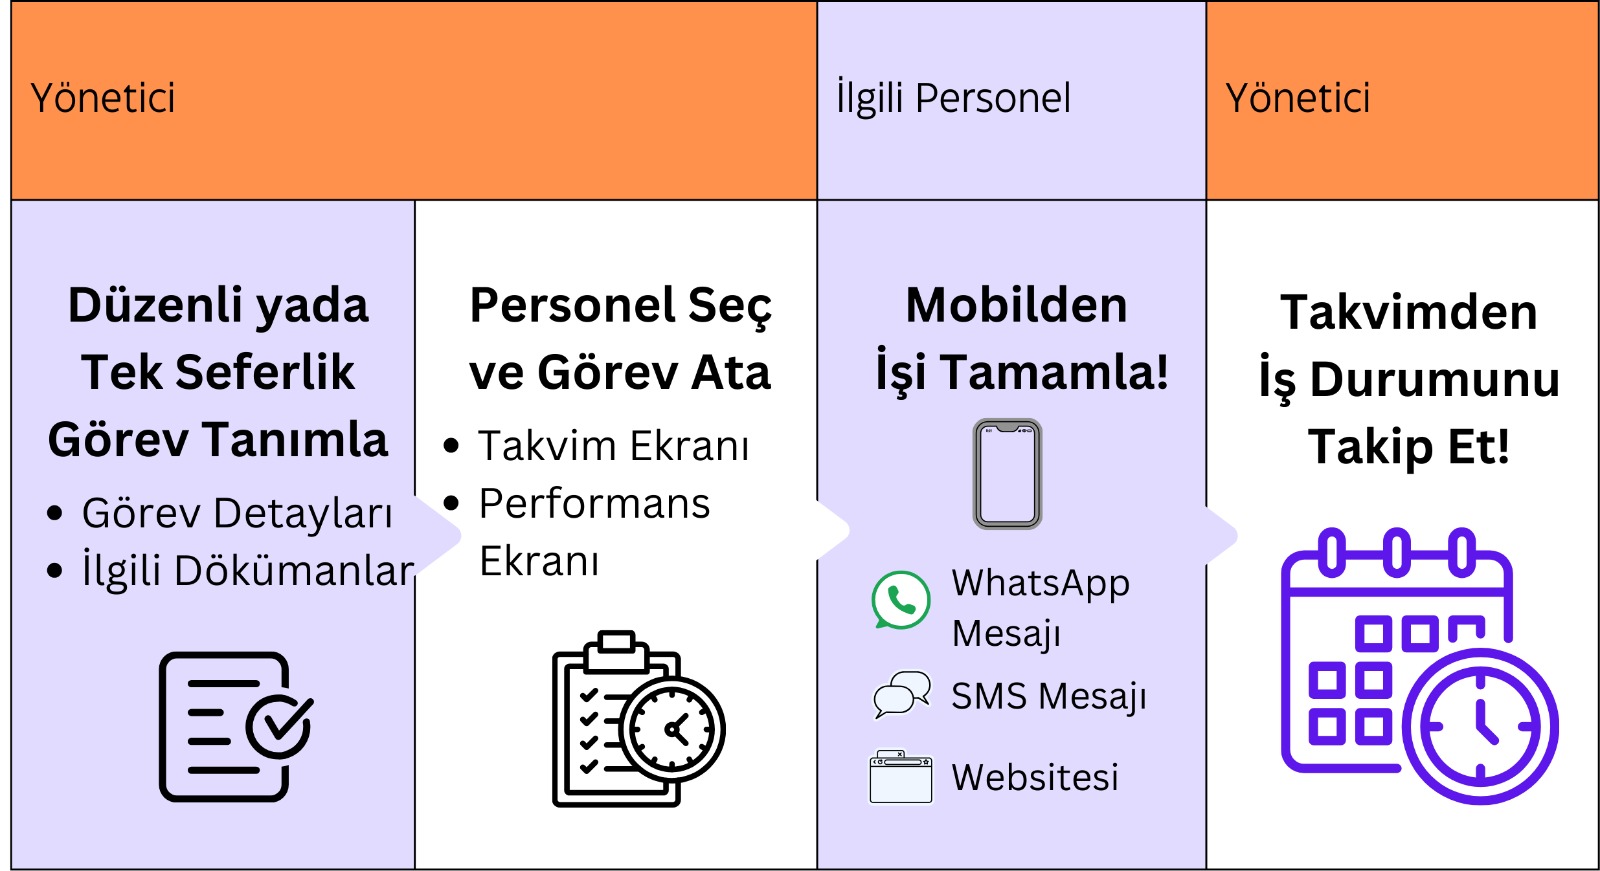 Yönetici
İlgili Personel
Yönetici
Düzenli yada
Tek Seferlik
Görev Tanımla
• Görev Detayları
• İlgili Dökümanlar
Personel Seç
ve Görev Ata
• Takvim Ekranı
• Performans
Ekranı
Mobilden
İşi Tamamla!
WhatsApp
Mesajı
SMS Mesajı
Websitesi
Takvimden
İş Durumunu
Takip Et!